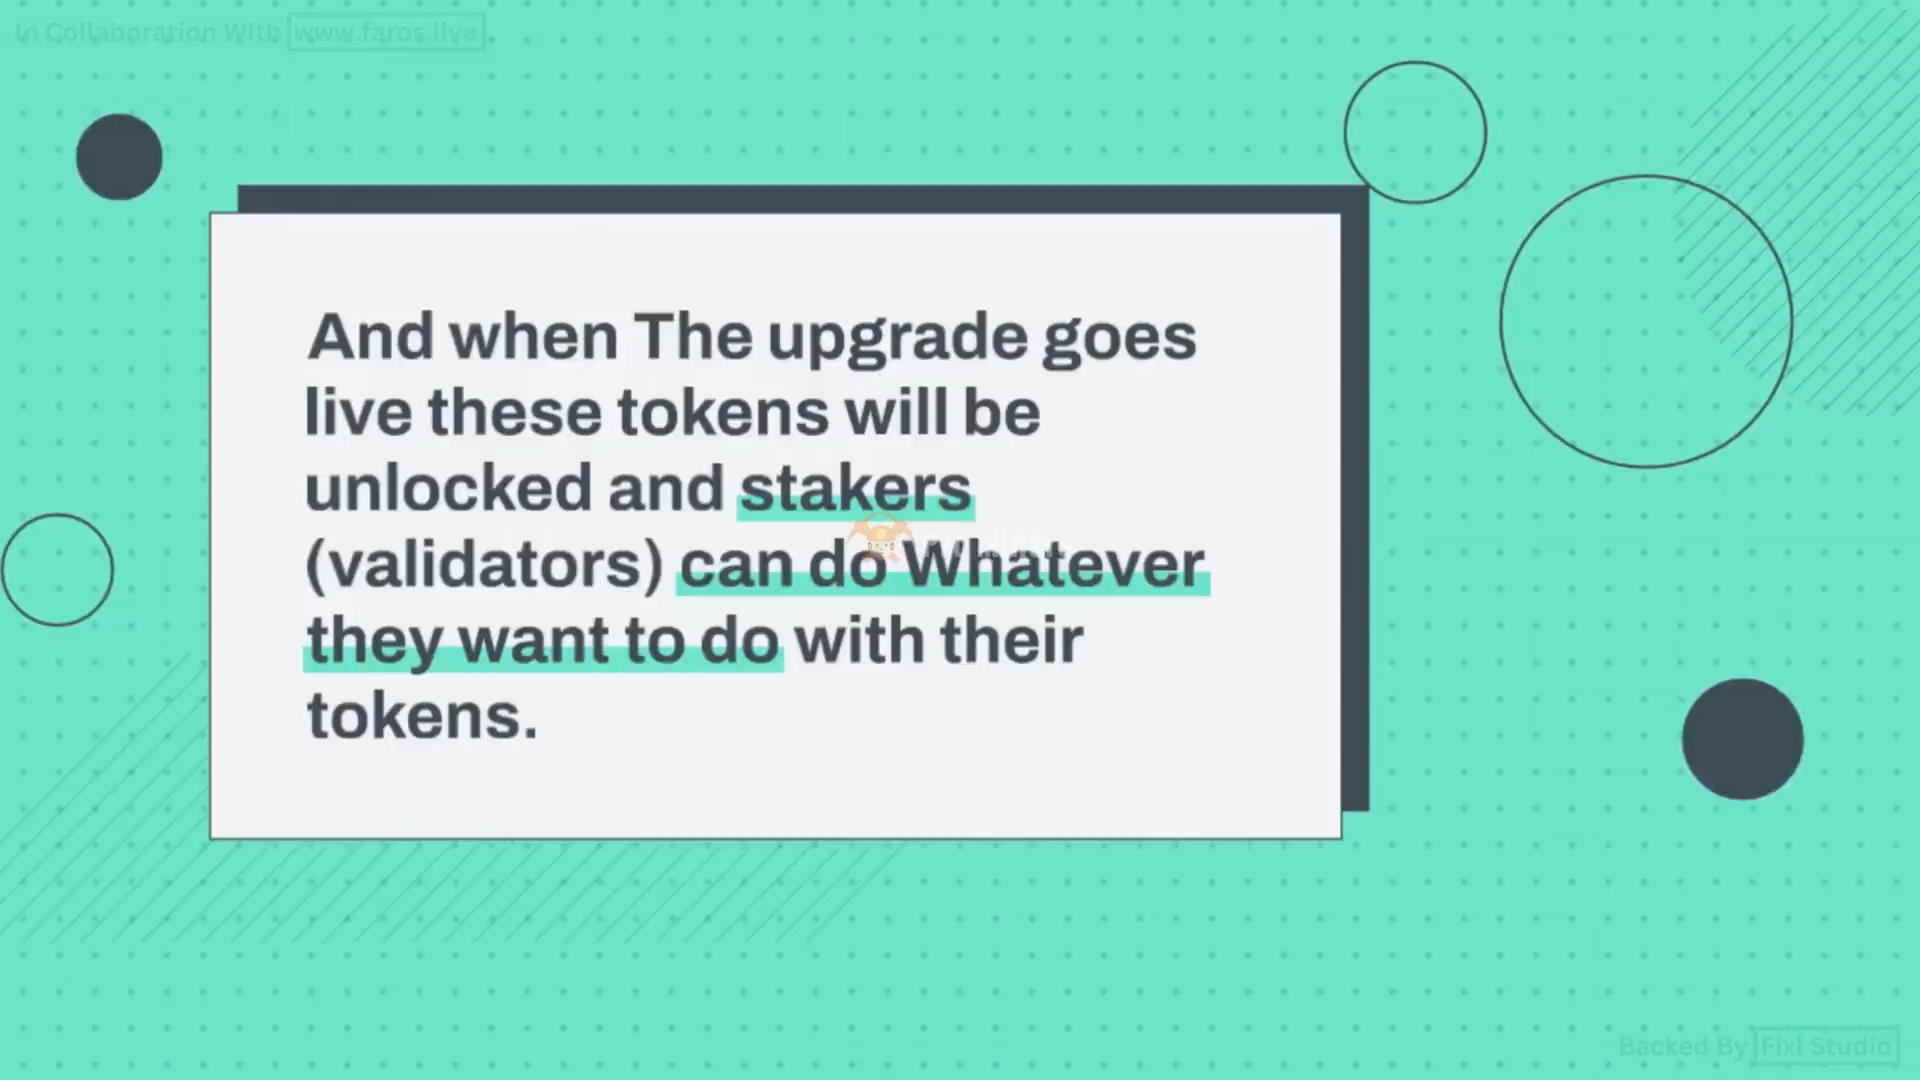 In Collaboration With www.faros.live
And when The upgrade goes
live these tokens will be
unlocked and stakers
(validators) can do Whatever
they want to do with their
tokens.
Backed By Fixl Studio